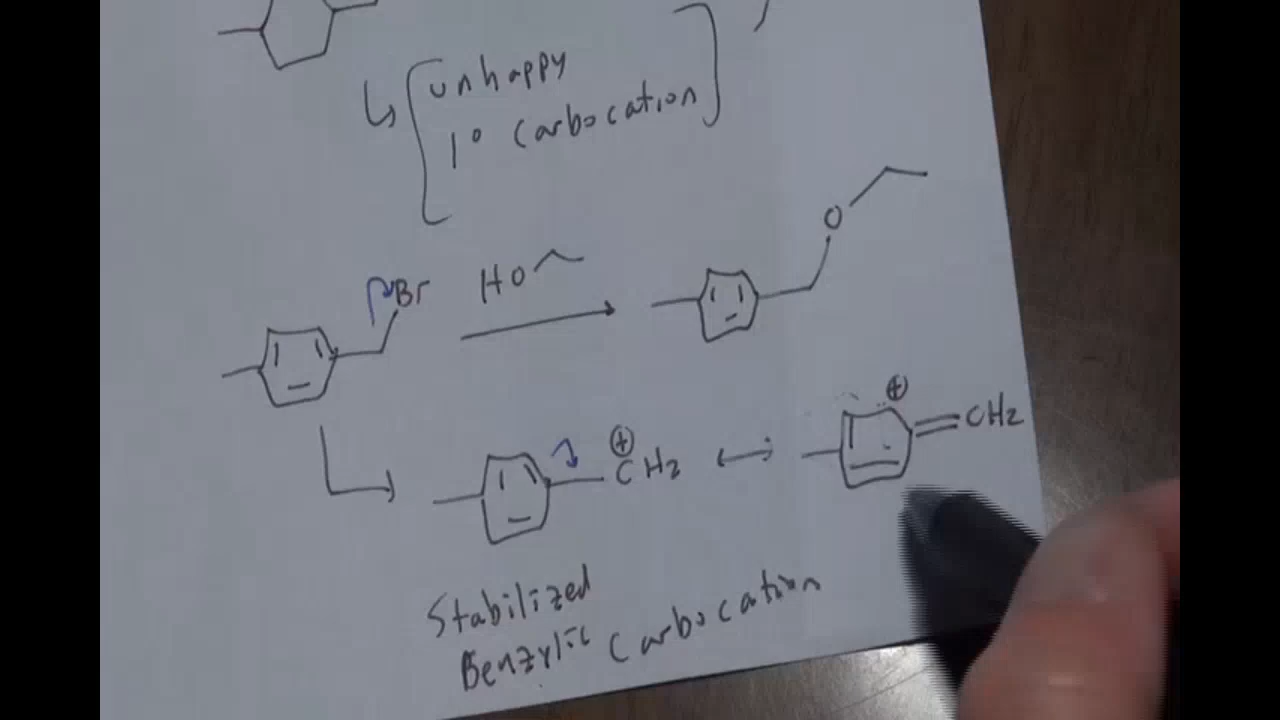 unhappy
1° carbocation
Br
HO
O
⊕
CH2
⊕
CH2
Stabilized
Benzylic carbocation